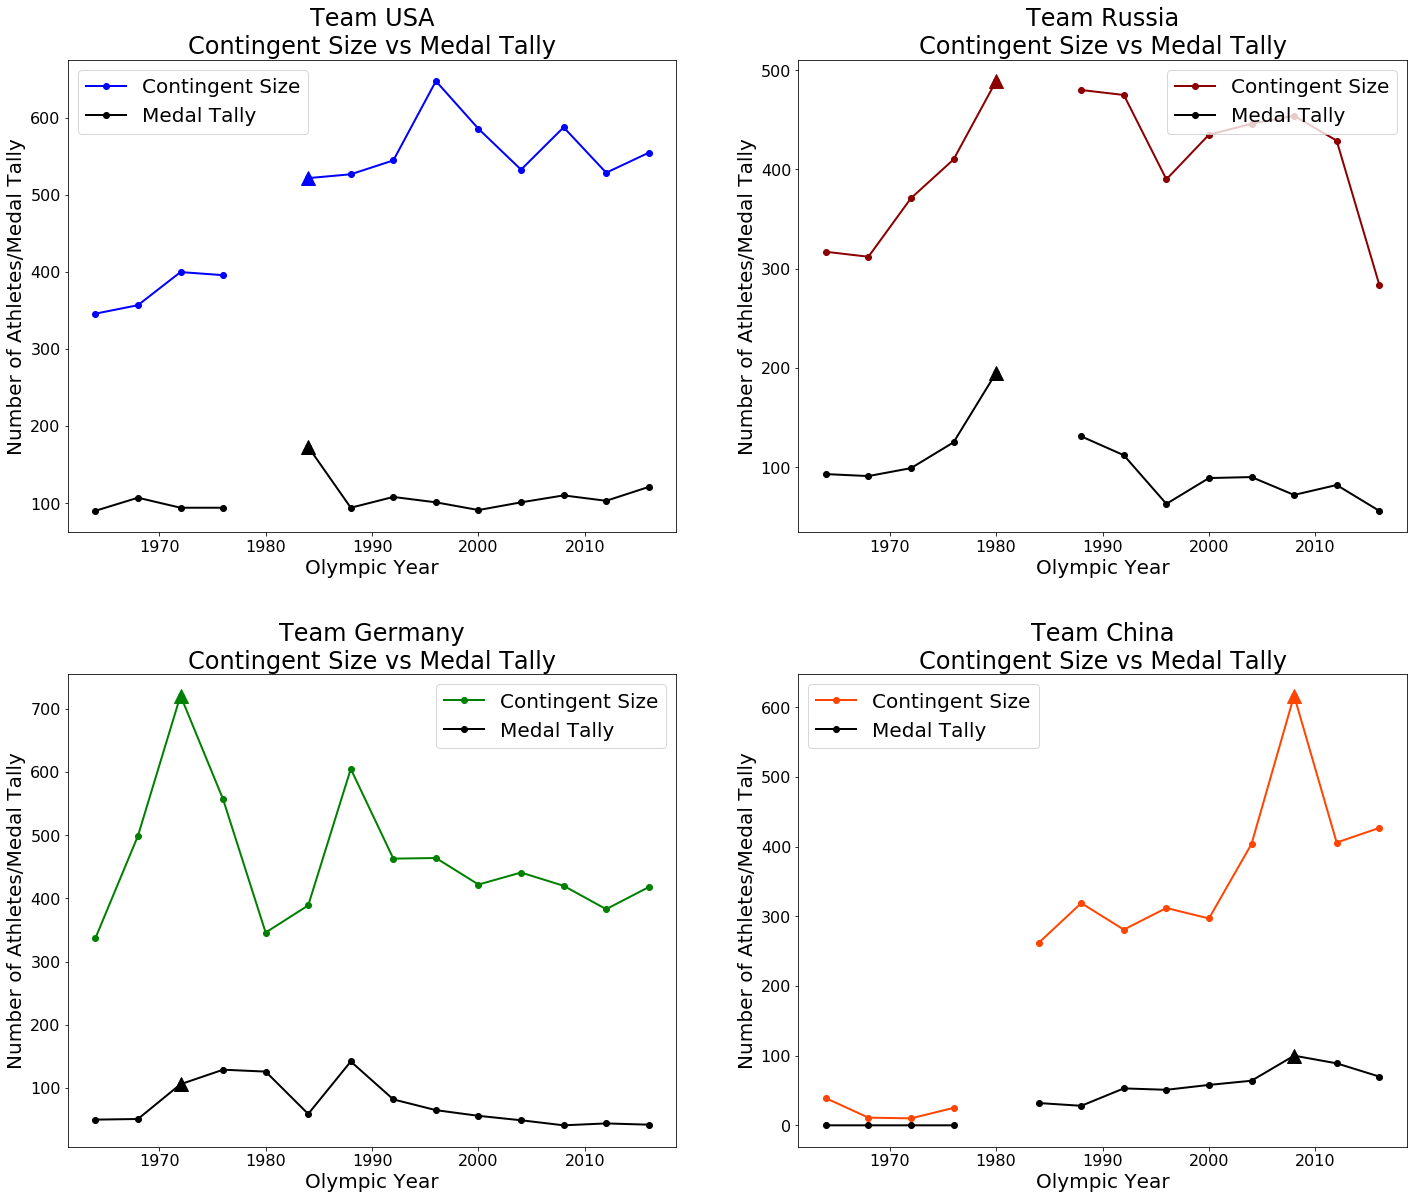 Team USA
Contingent Size vs Medal Tally
Contingent Size
Medal Tally
Number of Athletes/Medal Tally
600
500
400
300
200
100
1970 1980 1990 2000 2010
Olympic Year
Team Russia
Contingent Size vs Medal Tally
Contingent Size
Medal Tally
Number of Athletes/Medal Tally
500
400
300
200
100
1970 1980 1990 2000 2010
Olympic Year
Team Germany
Contingent Size vs Medal Tally
Contingent Size
Medal Tally
Number of Athletes/Medal Tally
700
600
500
400
300
200
100
1970 1980 1990 2000 2010
Olympic Year
Team China
Contingent Size vs Medal Tally
Contingent Size
Medal Tally
Number of Athletes/Medal Tally
600
500
400
300
200
100
0
1970 1980 1990 2000 2010
Olympic Year